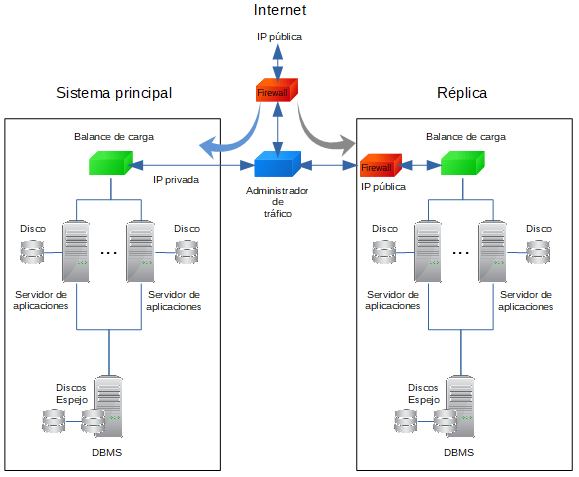 Internet
IP pública
Firewall
Sistema principal
Réplica
Balance de carga
IP privada
Administrador
de
tráfico
Firewall
IP pública
Balance de carga
Disco
...
Disco
Servidor de
aplicaciones
Servidor de
aplicaciones
Disco
...
Disco
Servidor de
aplicaciones
Servidor de
aplicaciones
Discos
Espejo
DBMS
Discos
Espejo
DBMS